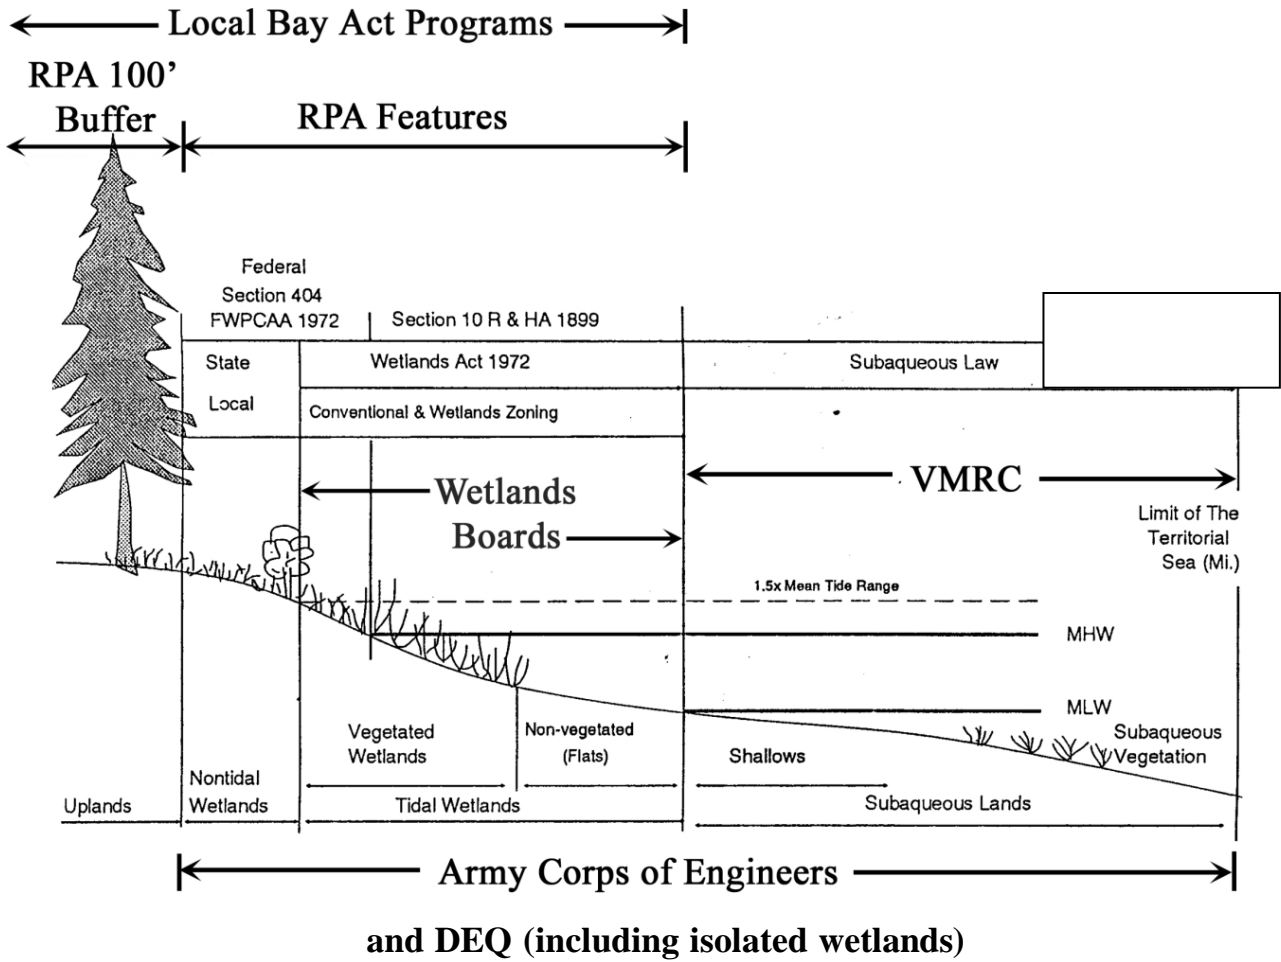 Local Bay Act Programs
RPA 100’
Buffer
RPA Features
Federal
Section 404
FWPCAA 1972
Section 10 R & HA 1899
State
Wetlands Act 1972
Subaqueous Law
Local
Conventional & Wetlands Zoning
Wetlands
Boards
VMRC
Limit of The
Territorial
Sea (Mi.)
1.5x Mean Tide Range
MHW
MLW
Vegetated
Wetlands
Non-vegetated
(Flats)
Shallows
Subaqueous
Vegetation
Uplands
Nontidal
Wetlands
Tidal Wetlands
Subaqueous Lands
Army Corps of Engineers
and DEQ (including isolated wetlands)